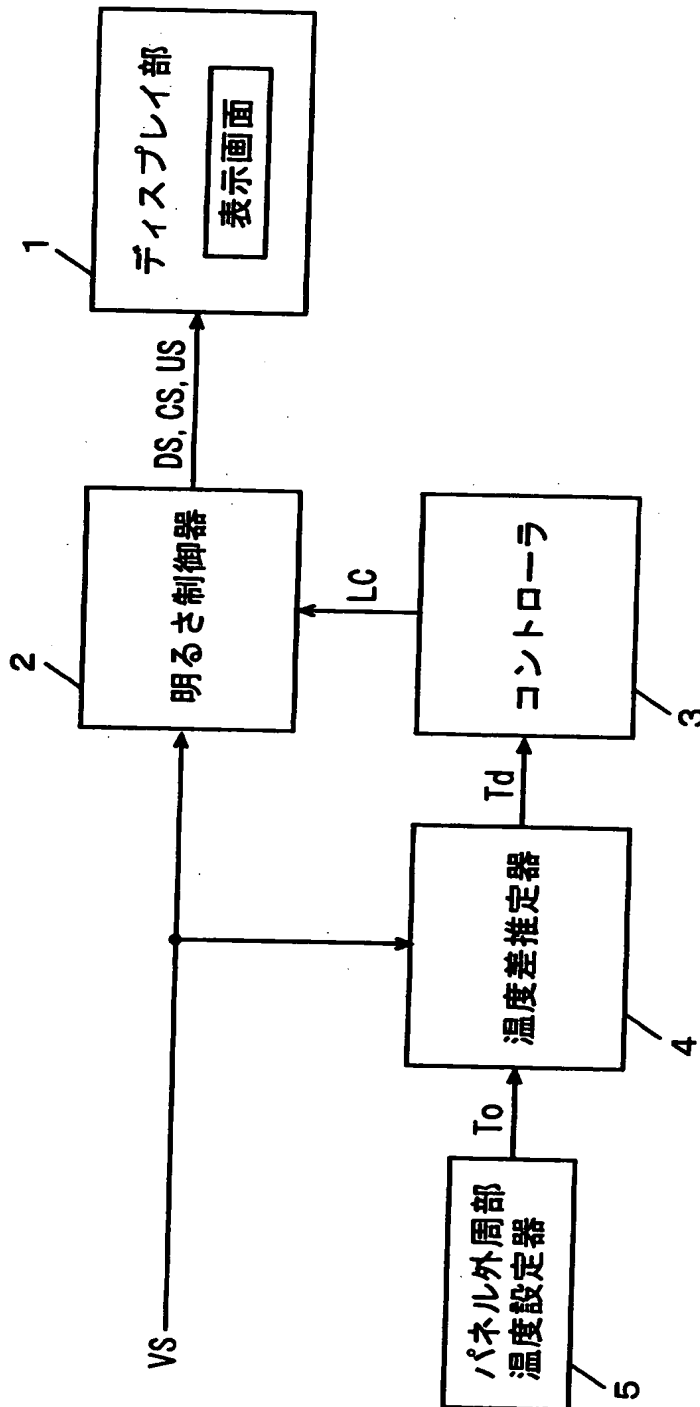 1
ディスプレイ部
表示画面
DS, CS, US
2
明るさ制御器
LC
コントローラ
3
Td
VS
温度差推定器
4
To
パネル外周部
温度設定器
5